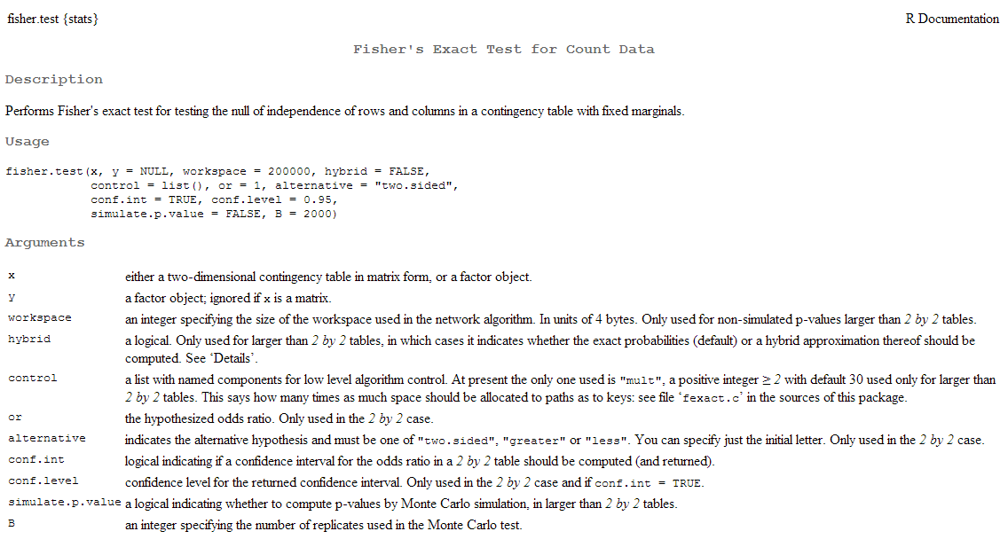 fisher.test {stats}
R Documentation
Fisher's Exact Test for Count Data
Description
Performs Fisher's exact test for testing the null of independence of rows and columns in a contingency table with fixed marginals.
Usage
fisher.test(x, y = NULL, workspace = 200000, hybrid = FALSE,
control = list(), or = 1, alternative = "two.sided",
conf.int = TRUE, conf.level = 0.95,
simulate.p.value = FALSE, B = 2000)
Arguments
x either a two-dimensional contingency table in matrix form, or a factor object.
y a factor object; ignored if x is a matrix.
workspace an integer specifying the size of the workspace used in the network algorithm. In units of 4 bytes. Only used for non-simulated p-values larger than 2 by 2 tables.
hybrid a logical. Only used for larger than 2 by 2 tables, in which cases it indicates whether the exact probabilities (default) or a hybrid approximation thereof should be
computed. See ‘Details’.
control a list with named components for low level algorithm control. At present the only one used is "mult", a positive integer ≥ 2 with default 30 used only for larger than
2 by 2 tables. This says how many times as much space should be allocated to paths as to keys: see file ‘fexact.c’ in the sources of this package.
or the hypothesized odds ratio. Only used in the 2 by 2 case.
alternative indicates the alternative hypothesis and must be one of "two.sided", "greater" or "less". You can specify just the initial letter. Only used in the 2 by 2 case.
conf.int logical indicating if a confidence interval for the odds ratio in a 2 by 2 table should be computed (and returned).
conf.level confidence level for the returned confidence interval. Only used in the 2 by 2 case and if conf.int = TRUE.
simulate.p.value a logical indicating whether to compute p-values by Monte Carlo simulation, in larger than 2 by 2 tables.
B an integer specifying the number of replicates used in the Monte Carlo test.